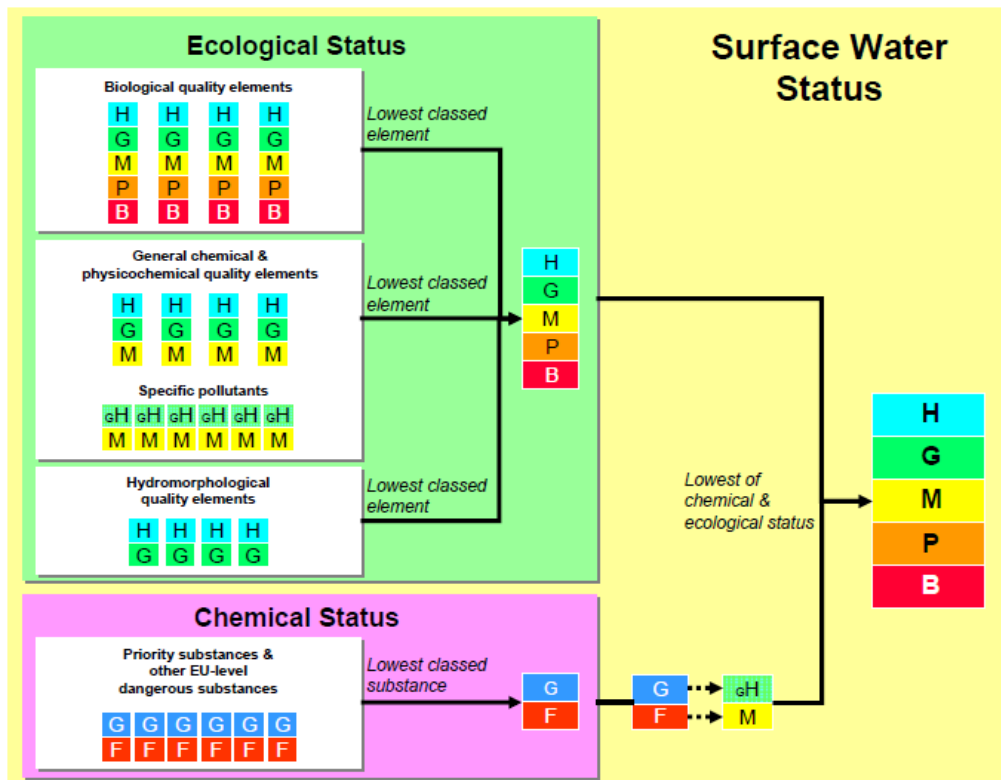 Ecological Status
Surface Water
Status
Biological quality elements
H H H H
G G G G
M M M M
P P P P
B B B B
Lowest classed
element
General chemical &
physicochemical quality elements
H H H H
G G G G
M M M M
Lowest classed
element
Specific pollutants
GH GH GH GH GH GH
M M M M M M
Hydromorphological
quality elements
H H H H
G G G G
Lowest classed
element
H
G
M
P
B
Lowest of
chemical &
ecological status
H
G
M
P
B
Chemical Status
Priority substances &
other EU-level
dangerous substances
G G G G G G
F F F F F F
Lowest classed
substance
G
F
G
F
GH
M